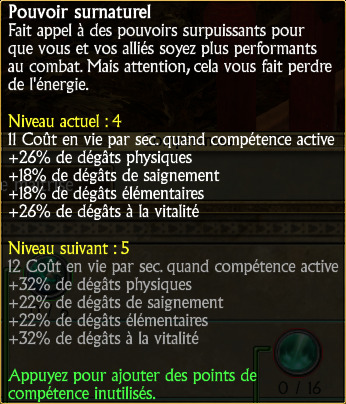 Pouvoir surnaturel
Fait appel à des pouvoirs surpuissants pour
que vous et vos alliés soyez plus performants
au combat. Mais attention, cela vous fait perdre
de l'énergie.
Niveau actuel : 4
11 Coût en vie par sec. quand compétence active
+26% de dégâts physiques
+18% de dégâts de saignement
+18% de dégâts élémentaires
+26% de dégâts à la vitalité
Niveau suivant : 5
12 Coût en vie par sec. quand compétence active
+32% de dégâts physiques
+22% de dégâts de saignement
+22% de dégâts élémentaires
+32% de dégâts à la vitalité
Appuyez pour ajouter des points de
compétence inutilisés.
0 / 16